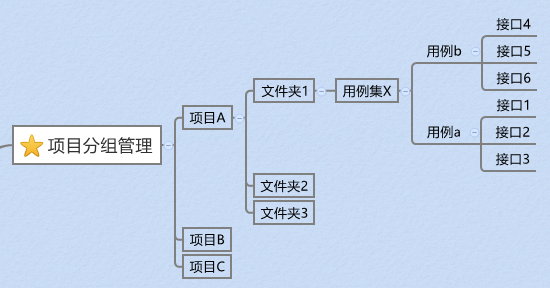 项目分组管理
项目A
文件夹1
用例集X
用例b
接口4
接口5
接口6
用例a
接口1
接口2
接口3
文件夹2
文件夹3
项目B
项目C